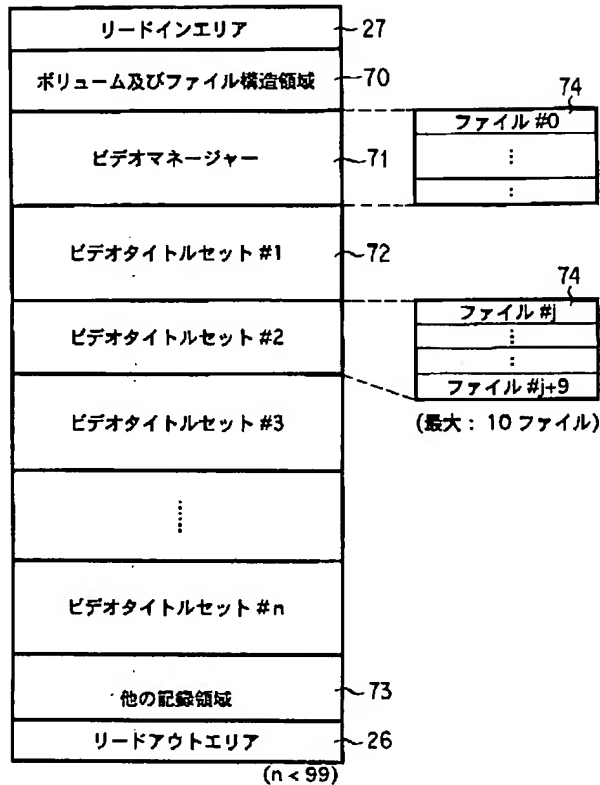 リードインエリア 27
ボリューム及びファイル構造領域 70
ビデオマネージャー 71
74
ファイル #0
⋮
:
ビデオタイトルセット #1 72
74
ファイル #j
⋮
:
ファイル #j+9
(最大 : 10 ファイル)
ビデオタイトルセット #2
ビデオタイトルセット #3
⋮
ビデオタイトルセット #n
他の記録領域 73
リードアウトエリア 26
(n < 99)